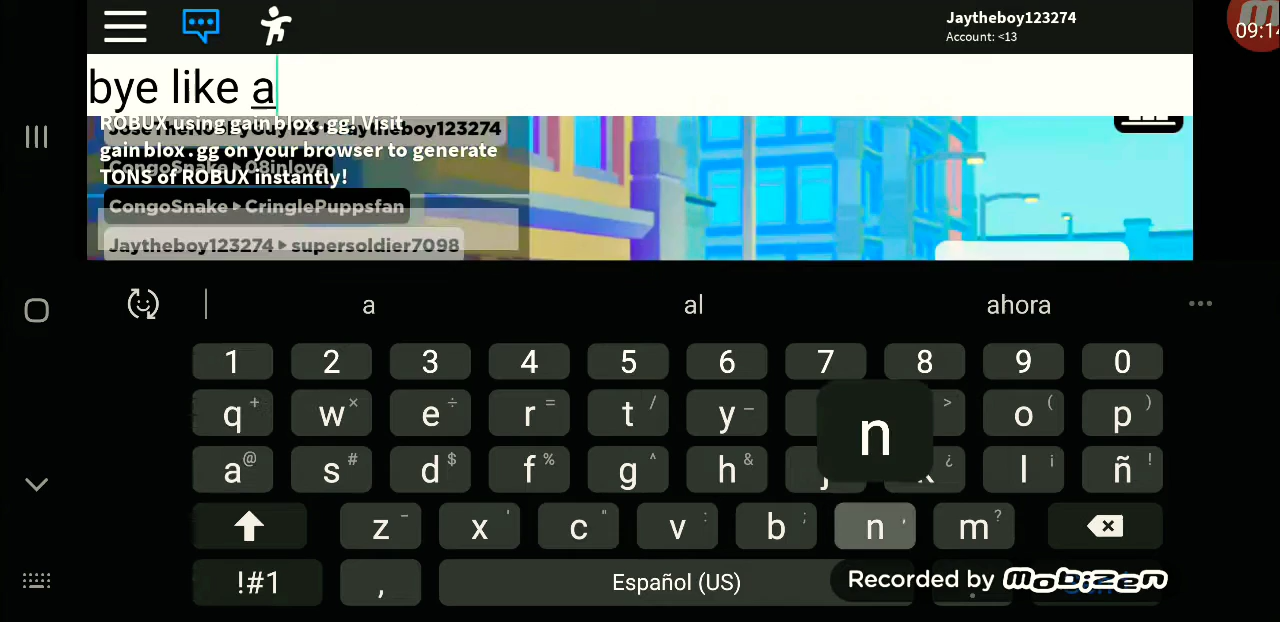 Jaytheboy123274
Account: <13
09:14
bye like a
ROBUX using gain blox . gg! Visit
gain blox . gg on your browser to generate
CongoSnake ▸ 08inlova
TONS of ROBUX instantly!
CongoSnake ▸ CringlePuppsfan
Jaytheboy123274 ▸ supersoldier7098
a al ahora
1 2 3 4 5 6 7 8 9 0
q + w × e ÷ r = t / y _ > o ( p )
n
a @ s # d $ f % g ^ h & j ¿ l ¡ ñ !
z - x ' c " v : b ; n , m ?
!#1 , Español (US)
Recorded by mobizen